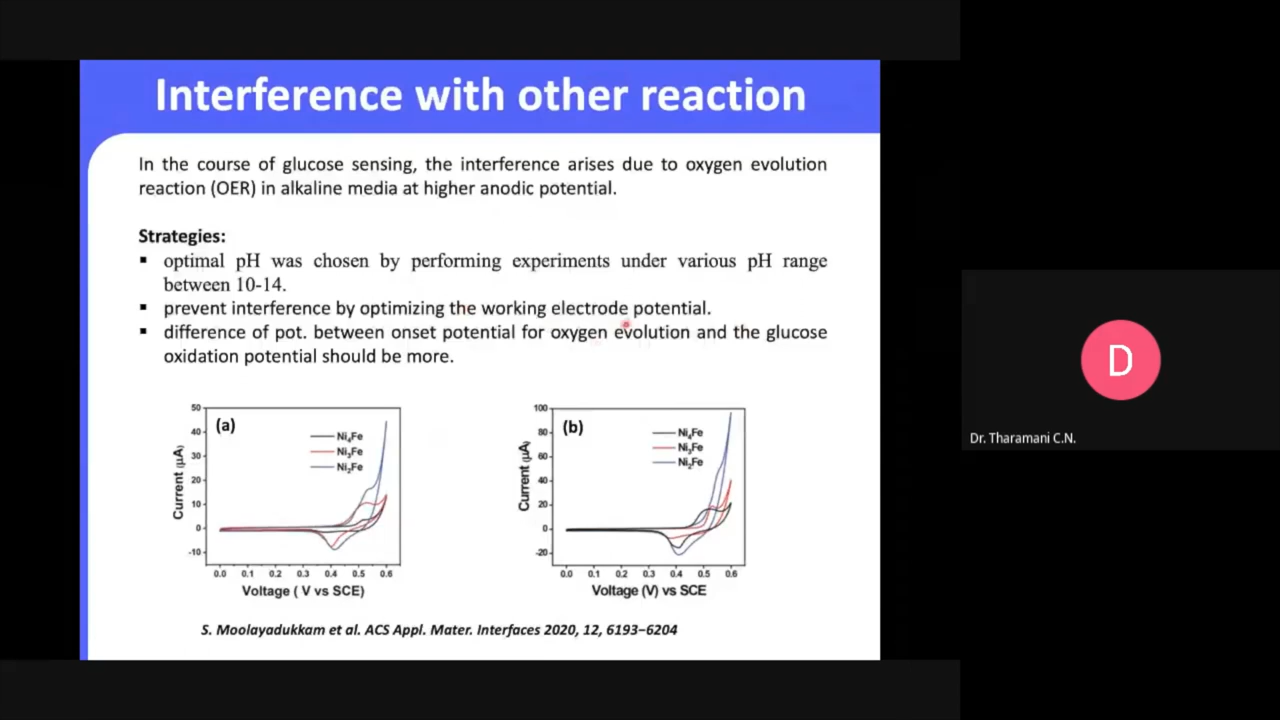 Interference with other reaction
In the course of glucose sensing, the interference arises due to oxygen evolution
reaction (OER) in alkaline media at higher anodic potential.
Strategies:
▪ optimal pH was chosen by performing experiments under various pH range
between 10-14.
▪ prevent interference by optimizing the working electrode potential.
▪ difference of pot. between onset potential for oxygen evolution and the glucose
oxidation potential should be more.
(a)
Ni₄Fe
Ni₃Fe
Ni₂Fe
50
40
30
20
10
0
-10
Current (µA)
0.0 0.1 0.2 0.3 0.4 0.5 0.6
Voltage ( V vs SCE)
(b)
Ni₄Fe
Ni₃Fe
Ni₂Fe
100
80
60
40
20
0
-20
Current (µA)
0.0 0.1 0.2 0.3 0.4 0.5 0.6
Voltage (V) vs SCE
S. Moolayadukkam et al. ACS Appl. Mater. Interfaces 2020, 12, 6193−6204
D
Dr. Tharamani C.N.